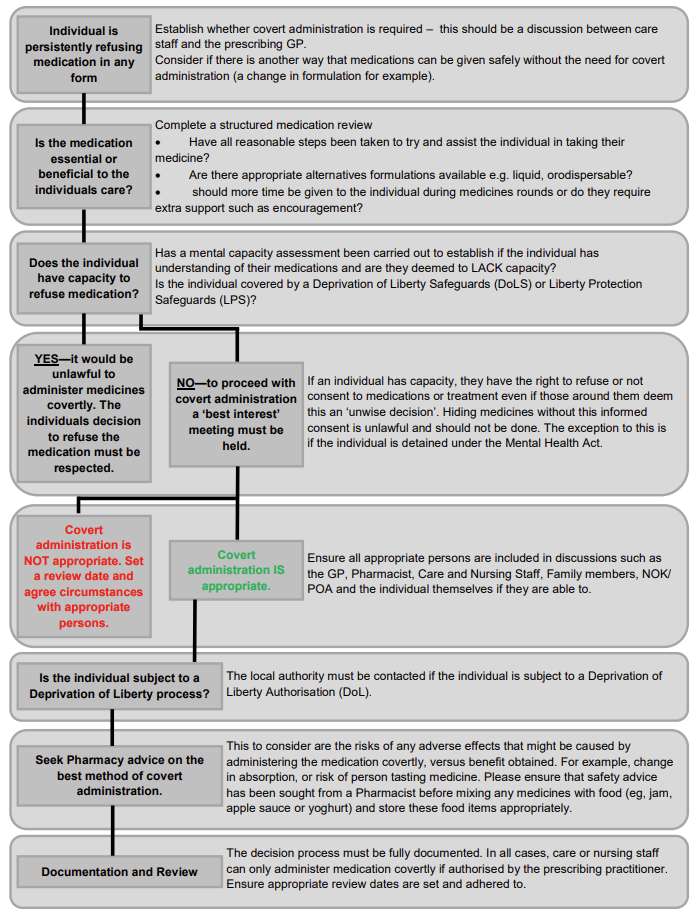 Individual is
persistently refusing
medication in any
form
Establish whether covert administration is required – this should be a discussion between care
staff and the prescribing GP.
Consider if there is another way that medications can be given safely without the need for covert
administration (a change in formulation for example).
Is the medication
essential or
beneficial to the
individuals care?
Complete a structured medication review
• Have all reasonable steps been taken to try and assist the individual in taking their
medicine?
• Are there appropriate alternatives formulations available e.g. liquid, orodispersable?
• should more time be given to the individual during medicines rounds or do they require
extra support such as encouragement?
Does the individual
have capacity to
refuse medication?
Has a mental capacity assessment been carried out to establish if the individual has
understanding of their medications and are they deemed to LACK capacity?
Is the individual covered by a Deprivation of Liberty Safeguards (DoLS) or Liberty Protection
Safeguards (LPS)?
YES—it would be
unlawful to
administer medicines
covertly. The
individuals decision
to refuse the
medication must be
respected.
NO—to proceed with
covert administration
a ‘best interest’
meeting must be
held.
If an individual has capacity, they have the right to refuse or not
consent to medications or treatment even if those around them deem
this an ‘unwise decision’. Hiding medicines without this informed
consent is unlawful and should not be done. The exception to this is
if the individual is detained under the Mental Health Act.
Covert
administration is
NOT appropriate. Set
a review date and
agree circumstances
with appropriate
persons.
Covert
administration IS
appropriate.
Ensure all appropriate persons are included in discussions such as
the GP, Pharmacist, Care and Nursing Staff, Family members, NOK/
POA and the individual themselves if they are able to.
Is the individual subject to a
Deprivation of Liberty process?
The local authority must be contacted if the individual is subject to a Deprivation of
Liberty Authorisation (DoL).
Seek Pharmacy advice on the
best method of covert
administration.
This to consider are the risks of any adverse effects that might be caused by
administering the medication covertly, versus benefit obtained. For example, change
in absorption, or risk of person tasting medicine. Please ensure that safety advice
has been sought from a Pharmacist before mixing any medicines with food (eg, jam,
apple sauce or yoghurt) and store these food items appropriately.
Documentation and Review
The decision process must be fully documented. In all cases, care or nursing staff
can only administer medication covertly if authorised by the prescribing practitioner.
Ensure appropriate review dates are set and adhered to.